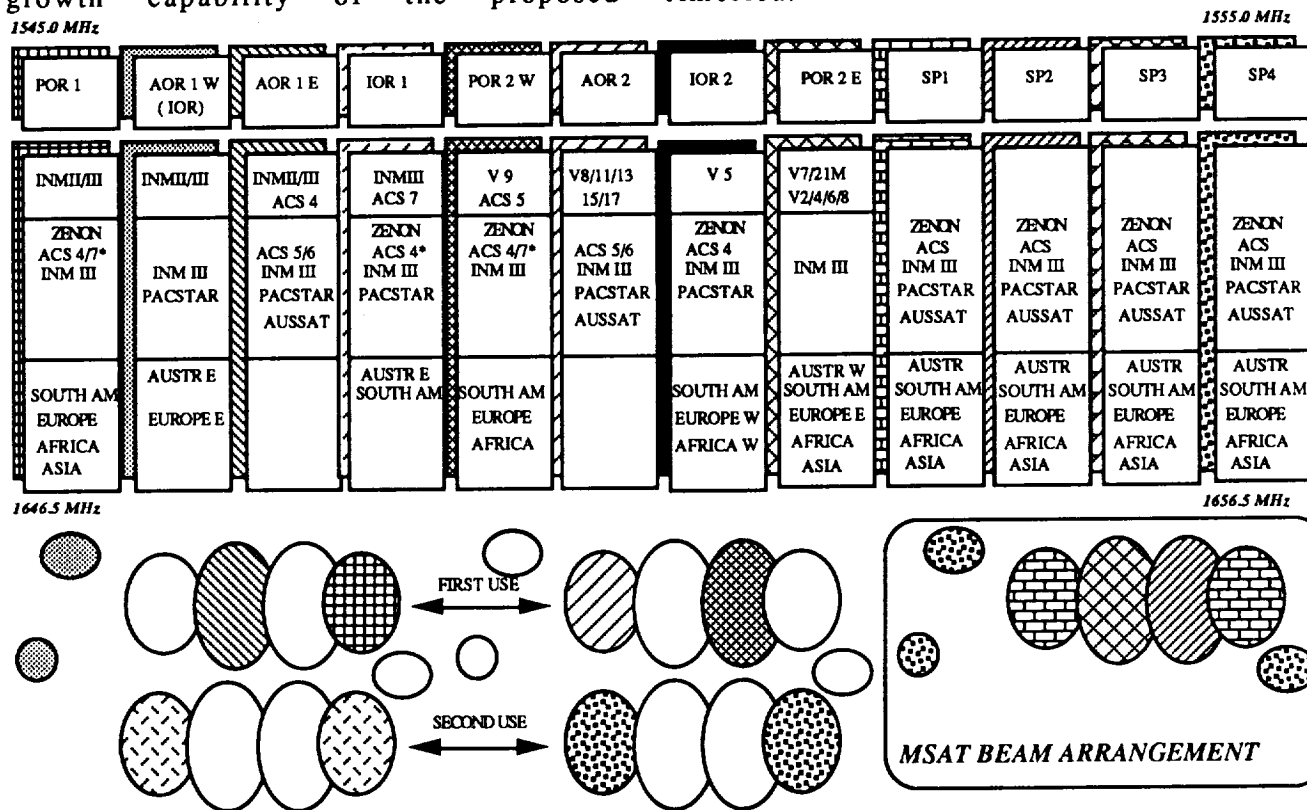 growth capability of the proposed
1545.0 MHz 1555.0 MHz
POR 1 AOR 1 W AOR 1 E IOR 1 POR 2 W AOR 2 IOR 2 POR 2 E SP1 SP2 SP3 SP4
( IOR)
INMII/III INMII/III INMII/III INMIII V 9 V8/11/13 V 5 V7/21M
ACS 4 ACS 7 ACS 5 15/17 V2/4/6/8
ZENON ZENON ZENON ZENON ZENON ZENON ZENON ZENON
ACS 4/7* ACS 5/6 ACS 4* ACS 4/7* ACS 5/6 ACS 4 ACS ACS ACS ACS
INM III INM III INM III INM III INM III INM III INM III INM III INM III INM III INM III INM III
PACSTAR PACSTAR PACSTAR PACSTAR PACSTAR PACSTAR PACSTAR PACSTAR PACSTAR
AUSSAT AUSSAT AUSSAT AUSSAT AUSSAT AUSSAT
AUSTR E AUSTR E AUSTR W AUSTR AUSTR AUSTR AUSTR
SOUTH AM SOUTH AM SOUTH AM SOUTH AM SOUTH AM SOUTH AM SOUTH AM SOUTH AM SOUTH AM
EUROPE EUROPE E EUROPE EUROPE W EUROPE E EUROPE EUROPE EUROPE EUROPE
AFRICA AFRICA AFRICA W AFRICA AFRICA AFRICA AFRICA AFRICA
ASIA ASIA ASIA ASIA ASIA ASIA
1646.5 MHz 1656.5 MHz
FIRST USE
SECOND USE
MSAT BEAM ARRANGEMENT